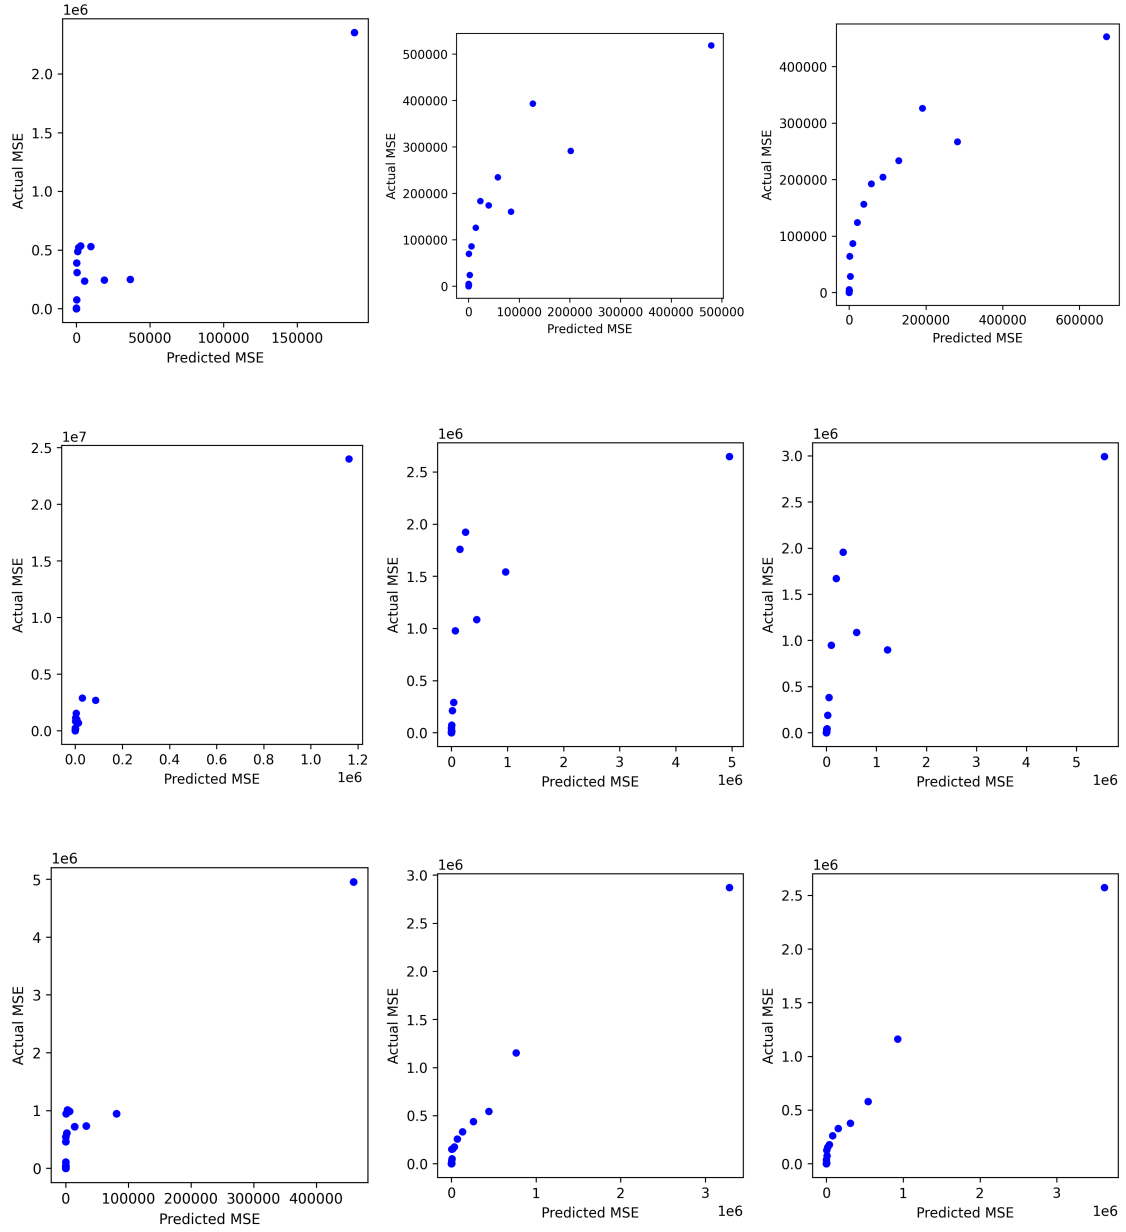 1e6
2.0
1.5
1.0
0.5
0.0
Actual MSE
0 50000 100000 150000
Predicted MSE
500000
400000
300000
200000
100000
0
Actual MSE
0 100000 200000 300000 400000 500000
Predicted MSE
400000
300000
200000
100000
0
Actual MSE
0 200000 400000 600000
Predicted MSE
1e7
2.5
2.0
1.5
1.0
0.5
0.0
Actual MSE
0.0 0.2 0.4 0.6 0.8 1.0 1.2
Predicted MSE 1e6
1e6
2.5
2.0
1.5
1.0
0.5
0.0
Actual MSE
0 1 2 3 4 5
Predicted MSE 1e6
1e6
3.0
2.5
2.0
1.5
1.0
0.5
0.0
Actual MSE
0 1 2 3 4 5
Predicted MSE 1e6
1e6
5
4
3
2
1
0
Actual MSE
0 100000 200000 300000 400000
Predicted MSE
1e6
3.0
2.5
2.0
1.5
1.0
0.5
0.0
Actual MSE
0 1 2 3
Predicted MSE 1e6
1e6
2.5
2.0
1.5
1.0
0.5
0.0
Actual MSE
0 1 2 3
Predicted MSE 1e6